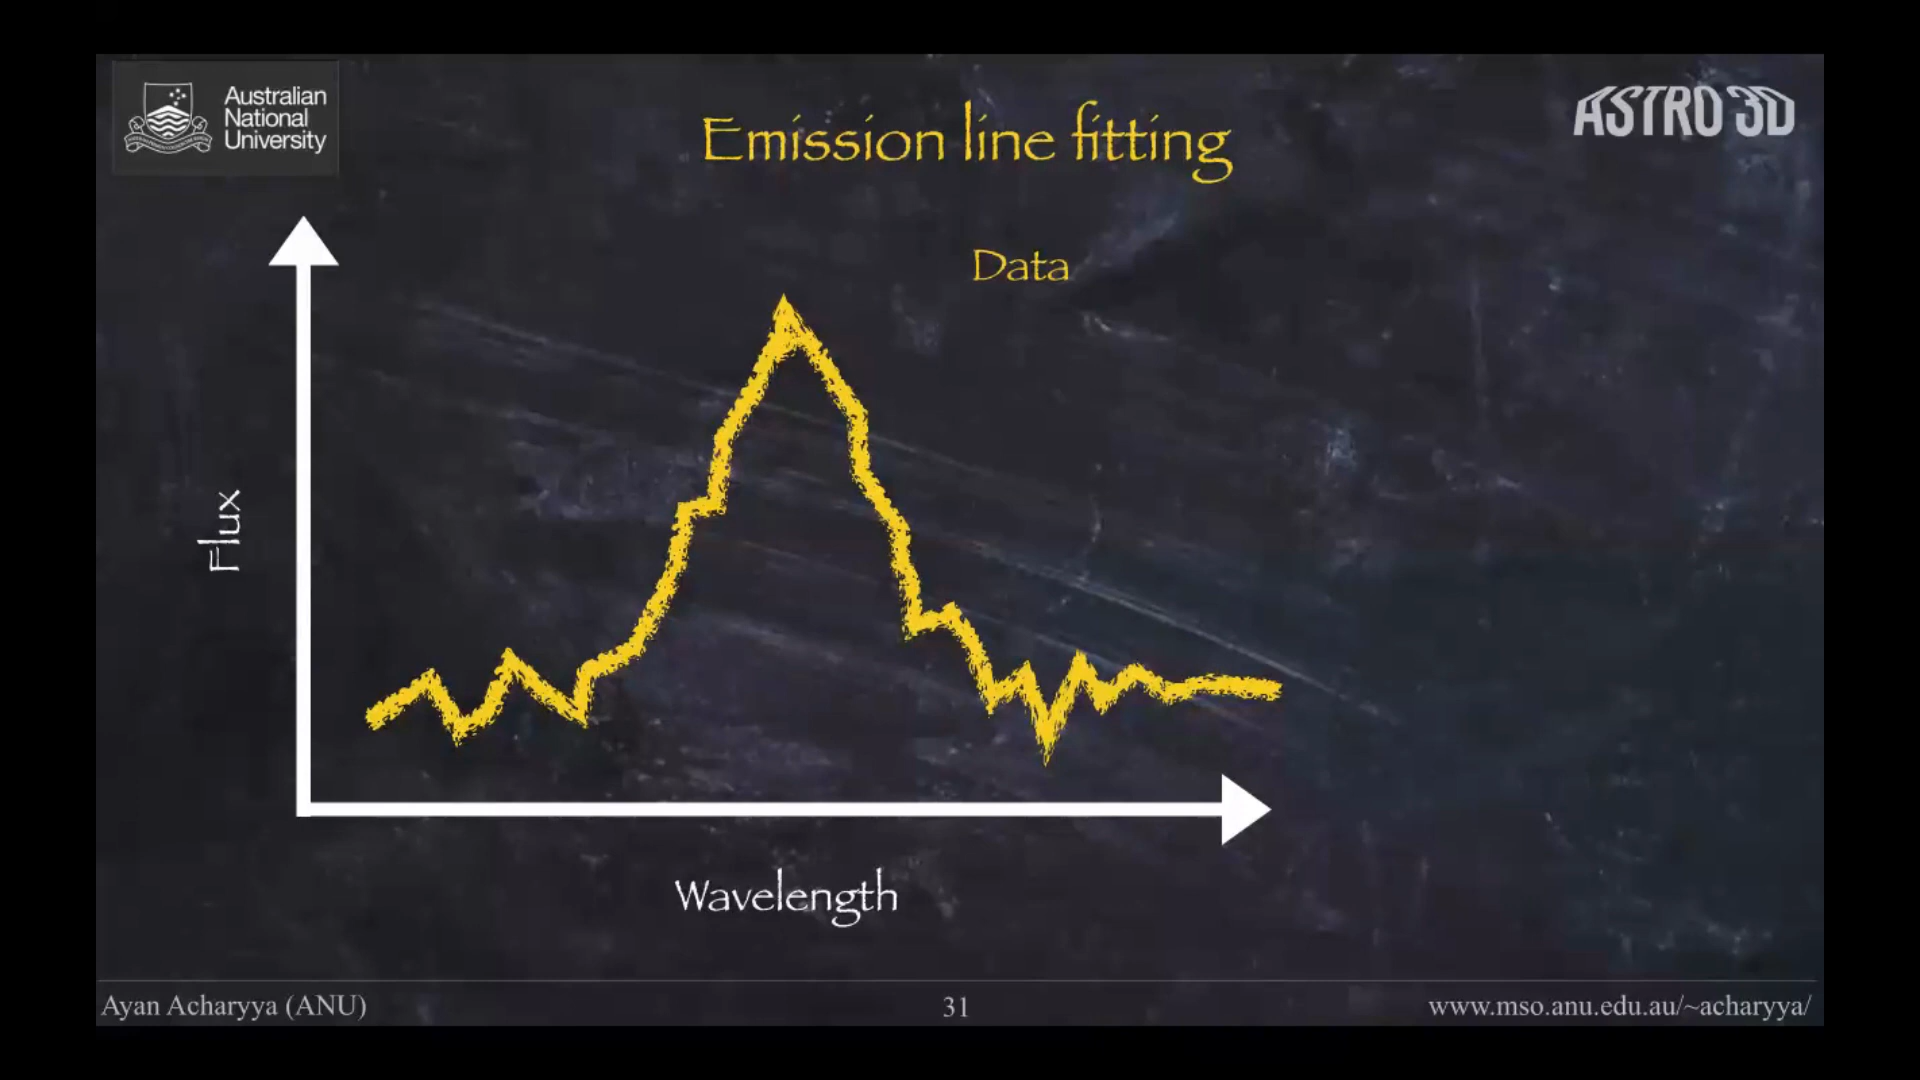 Australian
National
University
Emission line fitting
ASTRO 3D
Data
Flux
Wavelength
Ayan Acharyya (ANU)
31
www.mso.anu.edu.au/~acharyya/